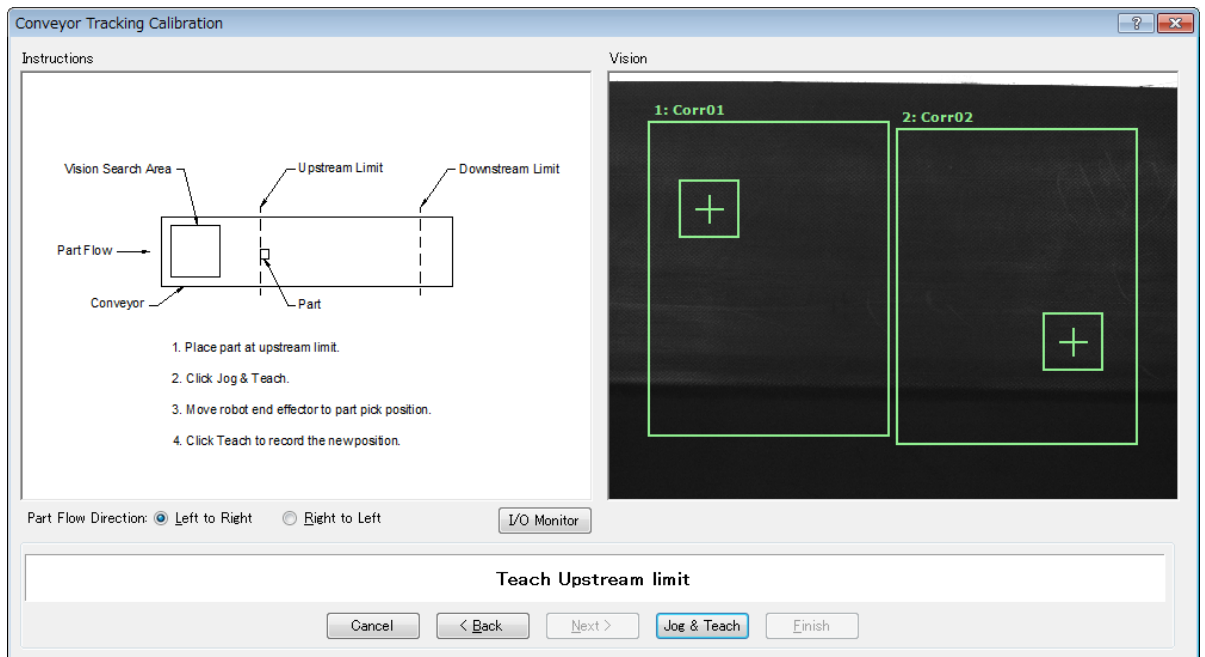 Conveyor Tracking Calibration
Instructions
Vision Search Area
Upstream Limit
Downstream Limit
Part Flow
Conveyor
Part
1. Place part at upstream limit.
2. Click Jog & Teach.
3. Move robot end effector to part pick position.
4. Click Teach to record the newposition.
Vision
1: Corr01
2: Corr02
Part Flow Direction: Left to Right Right to Left
I/O Monitor
Teach Upstream limit
Cancel < Back Next > Jog & Teach Finish